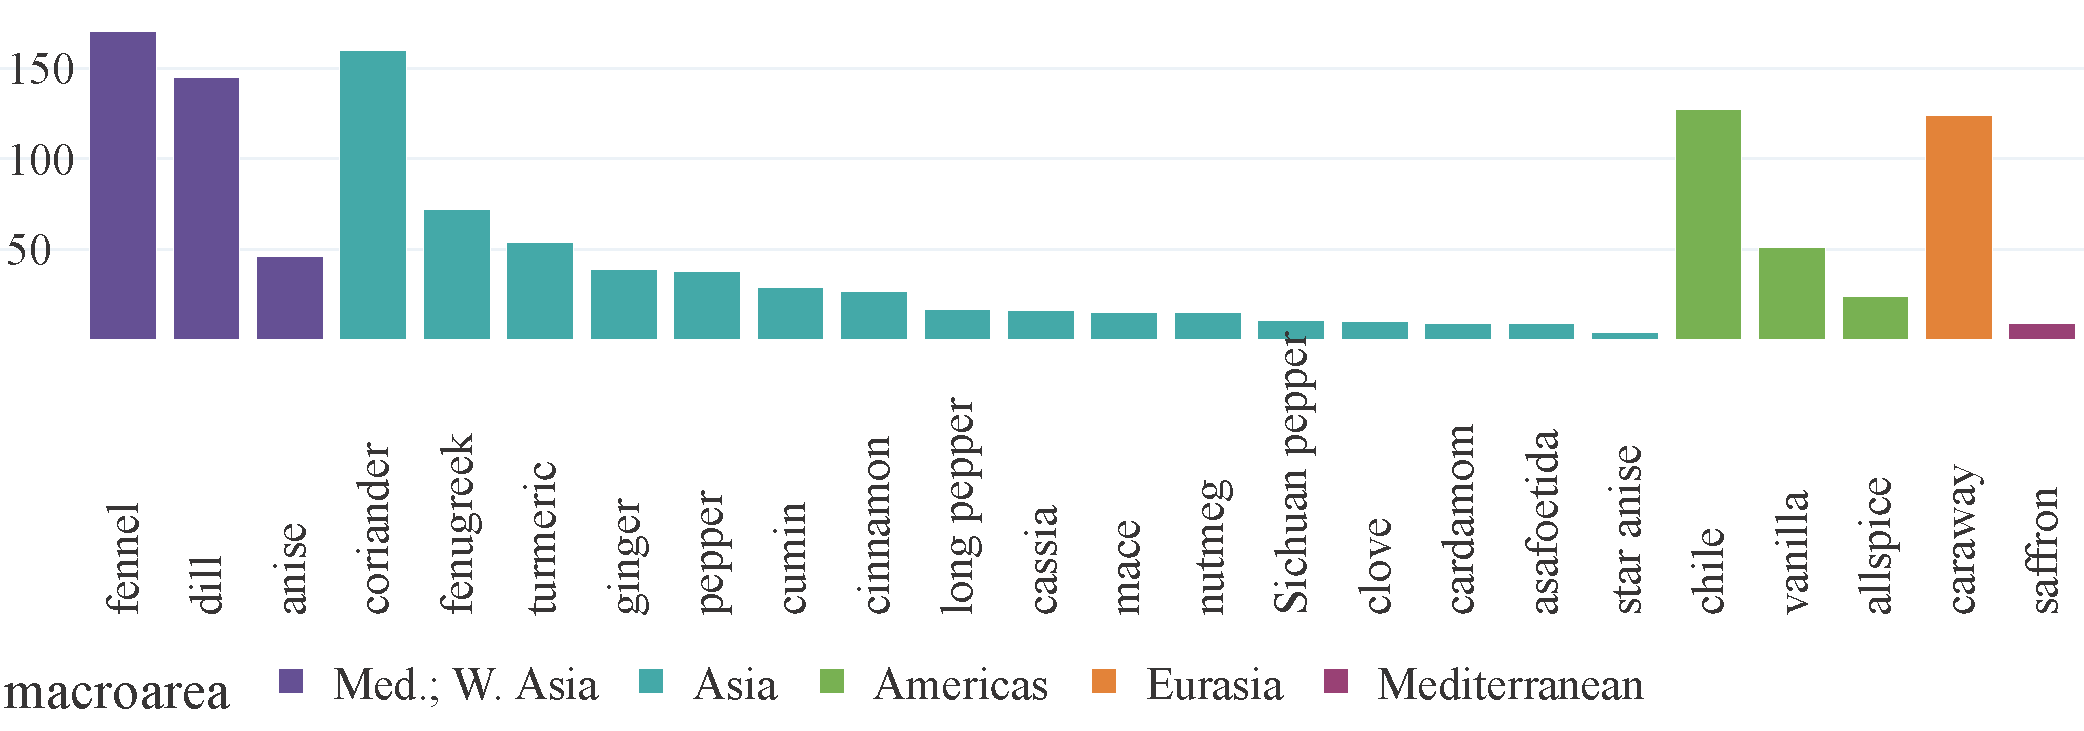 150
100
50
fennel
dill
anise
coriander
fenugreek
turmeric
ginger
pepper
cumin
cinnamon
long pepper
cassia
mace
nutmeg
Sichuan pepper
clove
cardamom
asafoetida
star anise
chile
vanilla
allspice
caraway
saffron
macroarea Med.; W. Asia Asia Americas Eurasia Mediterranean